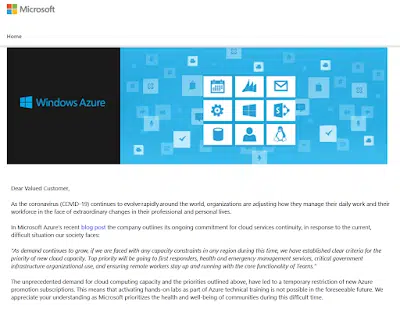 Microsoft
Home
Windows Azure
Dear Valued Customer,
As the coronavirus (COVID-19) continues to evolve rapidly around the world, organizations are adjusting how they manage their daily work and their
workforce in the face of extraordinary changes in their professional and personal lives.
In Microsoft Azure's recent blog post the company outlines its ongoing commitment for cloud services continuity, in response to the current,
difficult situation our society faces:
"As demand continues to grow, if we are faced with any capacity constraints in any region during this time, we have established clear criteria for the
priority of new cloud capacity. Top priority will be going to first responders, health and emergency management services, critical government
infrastructure organizational use, and ensuring remote workers stay up and running with the core functionality of Teams."
The unprecedented demand for cloud computing capacity and the priorities outlined above, have led to a temporary restriction of new Azure
promotion subscriptions. This means that activating hands-on labs as part of Azure technical training is not possible in the foreseeable future. We
appreciate your understanding as Microsoft prioritizes the health and well-being of communities during this difficult time.